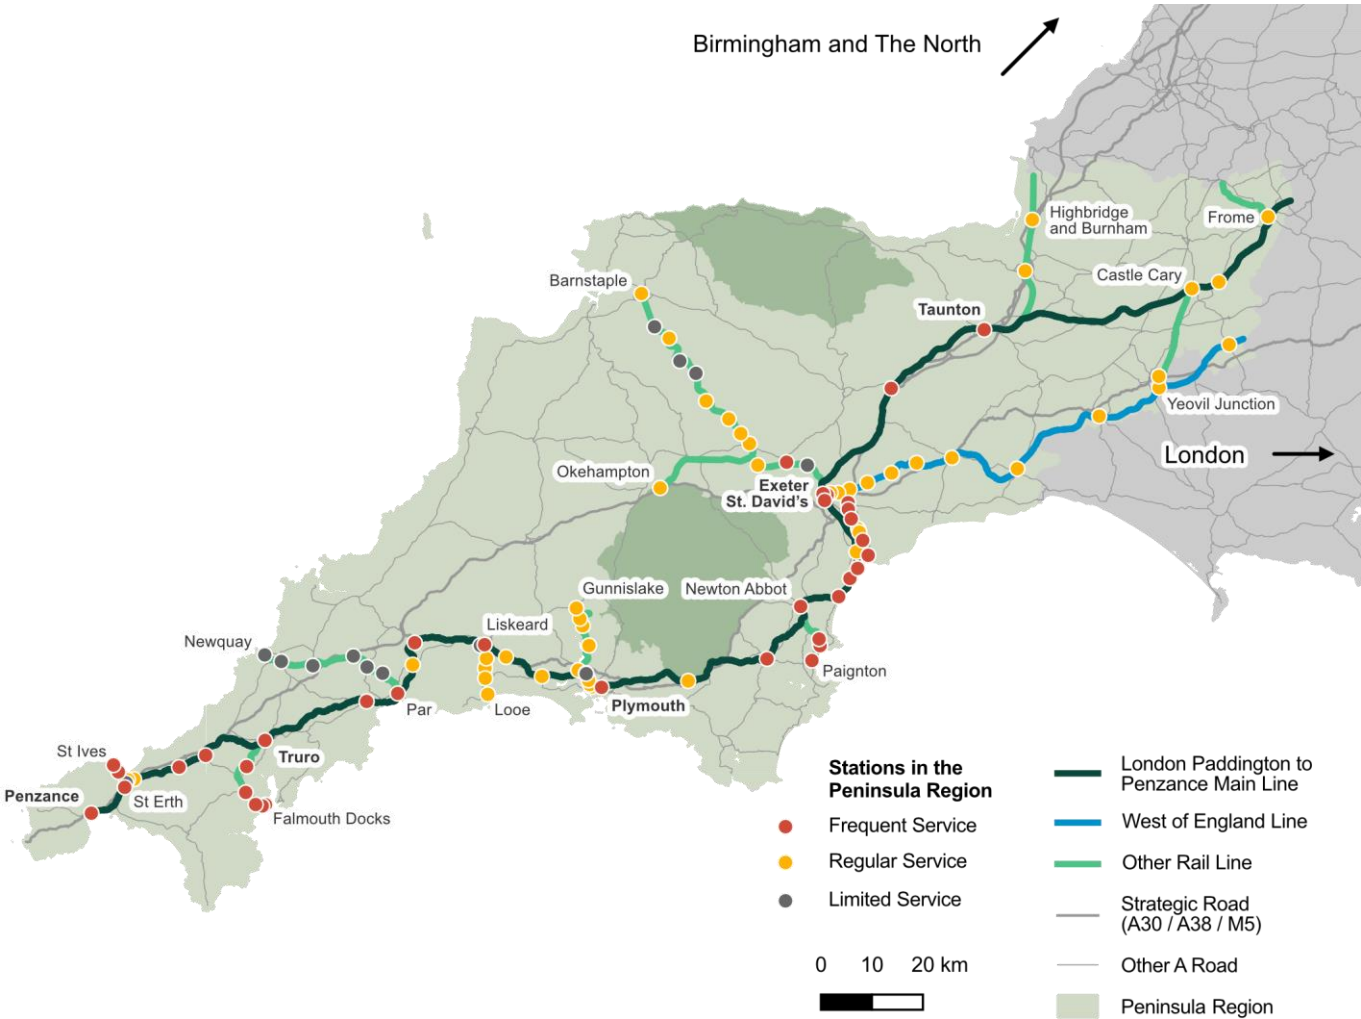 Birmingham and The North
Highbridge
and Burnham
Frome
Castle Cary
Barnstaple
Taunton
Yeovil Junction
London
Okehampton
Exeter
St. David's
Gunnislake
Newton Abbot
Liskeard
Newquay
Paignton
Par
Looe
Plymouth
St Ives
Truro
Penzance
St Erth
Falmouth Docks
Stations in the
Peninsula Region
Frequent Service
Regular Service
Limited Service
0 10 20 km
London Paddington to
Penzance Main Line
West of England Line
Other Rail Line
Strategic Road
(A30 / A38 / M5)
Other A Road
Peninsula Region